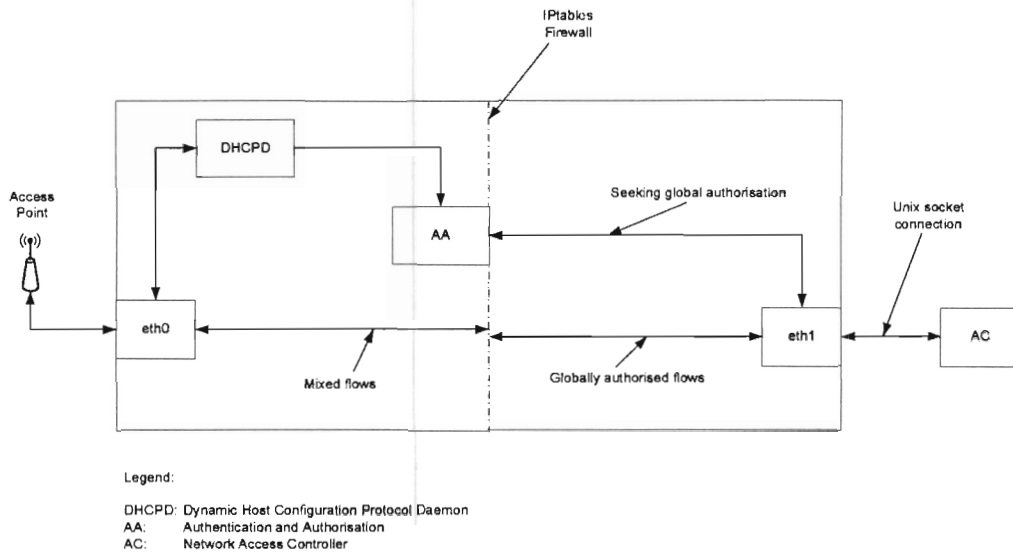 IPtables
Firewall
DHCPD
Access
Point
Seeking global authorisation
Unix socket
connection
AA
eth0
eth1
AC
Mixed flows
Globally authorised flows
Legend:
DHCPD: Dynamic Host Configuration Protocol Daemon
AA: Authentication and Authorisation
AC: Network Access Controller